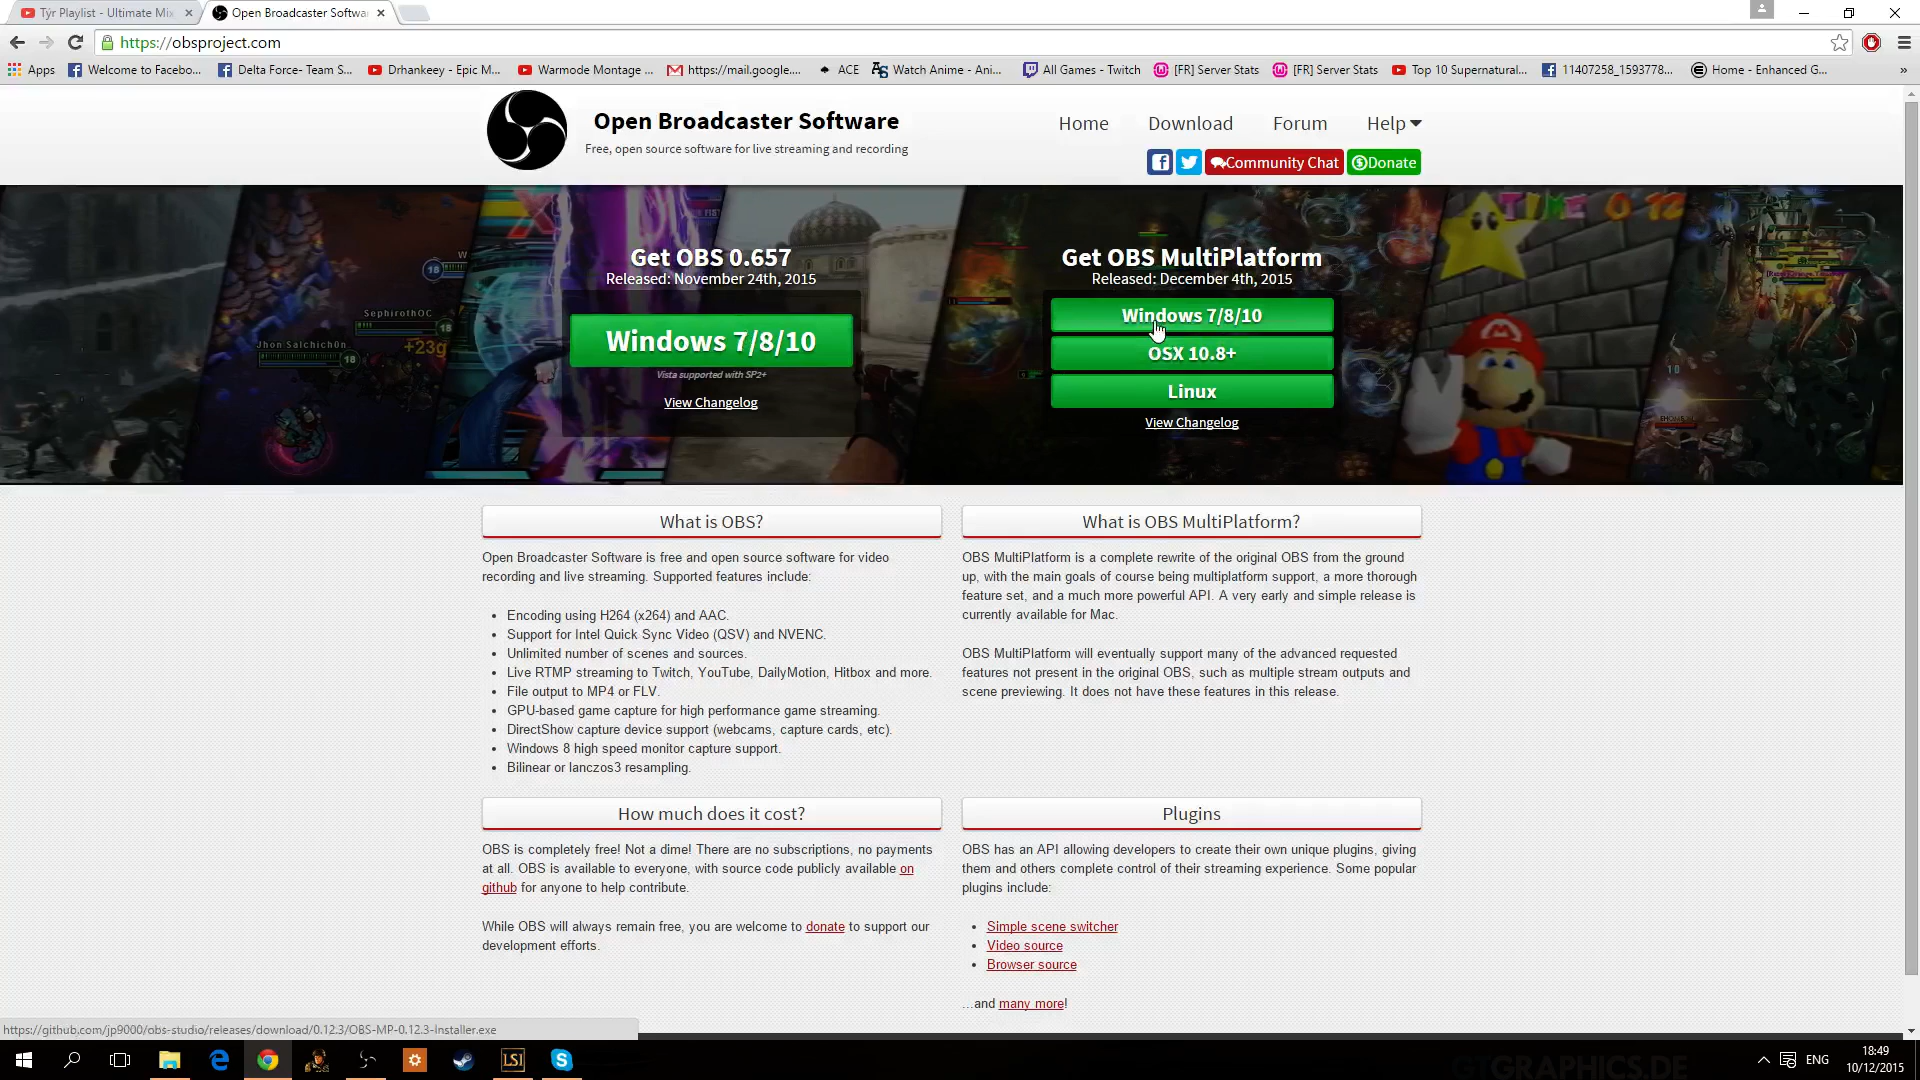 Týr Playlist - Ultimate Mix
Open Broadcaster Softwa
https://obsproject.com
Apps
Welcome to Facebo...
Delta Force- Team S...
Drhankeey - Epic M...
Warmode Montage ...
https://mail.google....
ACE
Watch Anime - Ani...
All Games - Twitch
[FR] Server Stats
[FR] Server Stats
Top 10 Supernatural...
11407258_1593778...
Home - Enhanced G...
»
Open Broadcaster Software
Free, open source software for live streaming and recording
Home
Download
Forum
Help
Community Chat
Donate
Get OBS 0.657
Released: November 24th, 2015
Windows 7/8/10
Vista supported with SP2+
View Changelog
Get OBS MultiPlatform
Released: December 4th, 2015
Windows 7/8/10
OSX 10.8+
Linux
View Changelog
SephirothOC
18
18
+23g
Jhon Salchich0n
18
TIME 0 12
What is OBS?
Open Broadcaster Software is free and open source software for video
recording and live streaming. Supported features include:
• Encoding using H264 (x264) and AAC.
• Support for Intel Quick Sync Video (QSV) and NVENC.
• Unlimited number of scenes and sources.
• Live RTMP streaming to Twitch, YouTube, DailyMotion, Hitbox and more.
• File output to MP4 or FLV.
• GPU-based game capture for high performance game streaming.
• DirectShow capture device support (webcams, capture cards, etc).
• Windows 8 high speed monitor capture support.
• Bilinear or lanczos3 resampling.
What is OBS MultiPlatform?
OBS MultiPlatform is a complete rewrite of the original OBS from the ground
up, with the main goals of course being multiplatform support, a more thorough
feature set, and a much more powerful API. A very early and simple release is
currently available for Mac.
OBS MultiPlatform will eventually support many of the advanced requested
features not present in the original OBS, such as multiple stream outputs and
scene previewing. It does not have these features in this release.
How much does it cost?
OBS is completely free! Not a dime! There are no subscriptions, no payments
at all. OBS is available to everyone, with source code publicly available on
github for anyone to help contribute.
While OBS will always remain free, you are welcome to donate to support our
development efforts.
Plugins
OBS has an API allowing developers to create their own unique plugins, giving
them and others complete control of their streaming experience. Some popular
plugins include:
• Simple scene switcher
• Video source
• Browser source
...and many more!
https://github.com/jp9000/obs-studio/releases/download/0.12.3/OBS-MP-0.12.3-Installer.exe
LSI
GTGRAPHICS.DE
ENG
18:49
10/12/2015